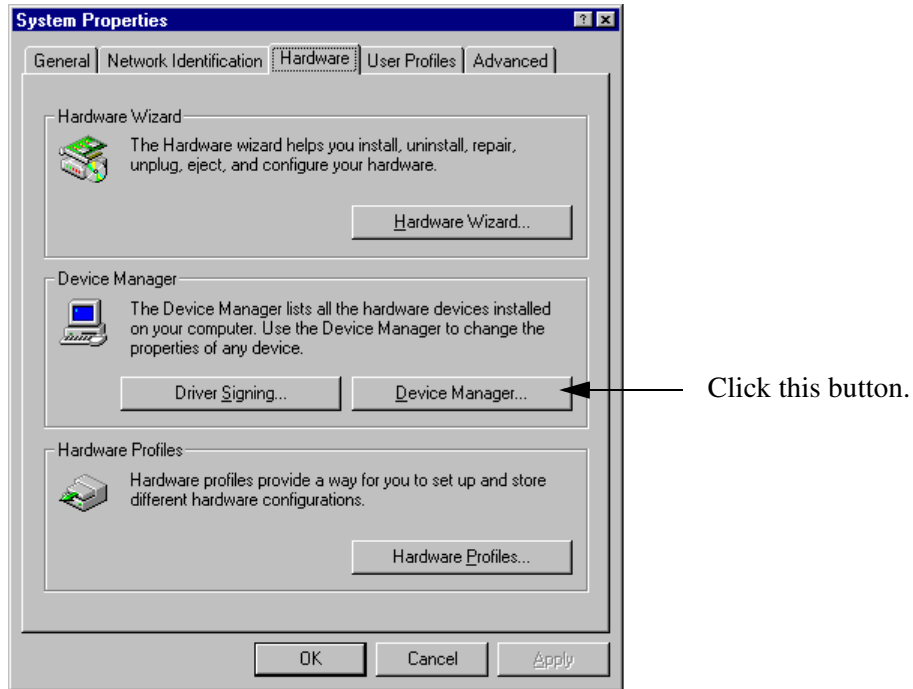 System Properties
General Network Identification Hardware User Profiles Advanced
Hardware Wizard
The Hardware wizard helps you install, uninstall, repair,
unplug, eject, and configure your hardware.
Hardware Wizard...
Device Manager
The Device Manager lists all the hardware devices installed
on your computer. Use the Device Manager to change the
properties of any device.
Driver Signing... Device Manager... Click this button.
Hardware Profiles
Hardware profiles provide a way for you to set up and store
different hardware configurations.
Hardware Profiles...
OK Cancel Apply